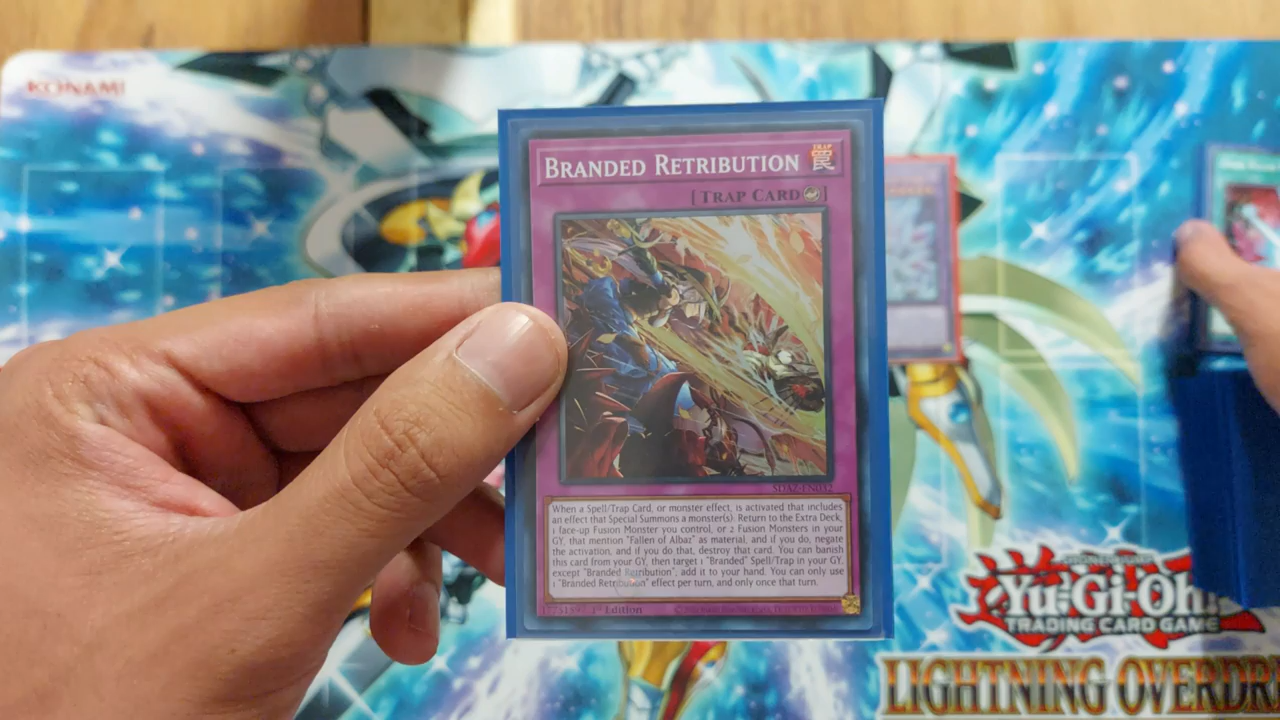 KONAMI
BRANDED RETRIBUTION
TRAP
罠
[TRAP CARD]
SDAZ-EN032
When a Spell/Trap Card, or monster effect, is activated that includes
an effect that Special Summons a monster(s): Return to the Extra Deck,
1 face-up Fusion Monster you control, or 2 Fusion Monsters in your
GY, that mention "Fallen of Albaz" as material, and if you do, negate
the activation, and if you do that, destroy that card. You can banish
this card from your GY, then target 1 "Branded" Spell/Trap in your GY,
except "Branded Retribution", add it to your hand. You can only use
1 "Branded Retribution" effect per turn, and only once that turn.
1st Edition
Yu-Gi-Oh!
TRADING CARD GAME
LIGHTNING OVERDRI